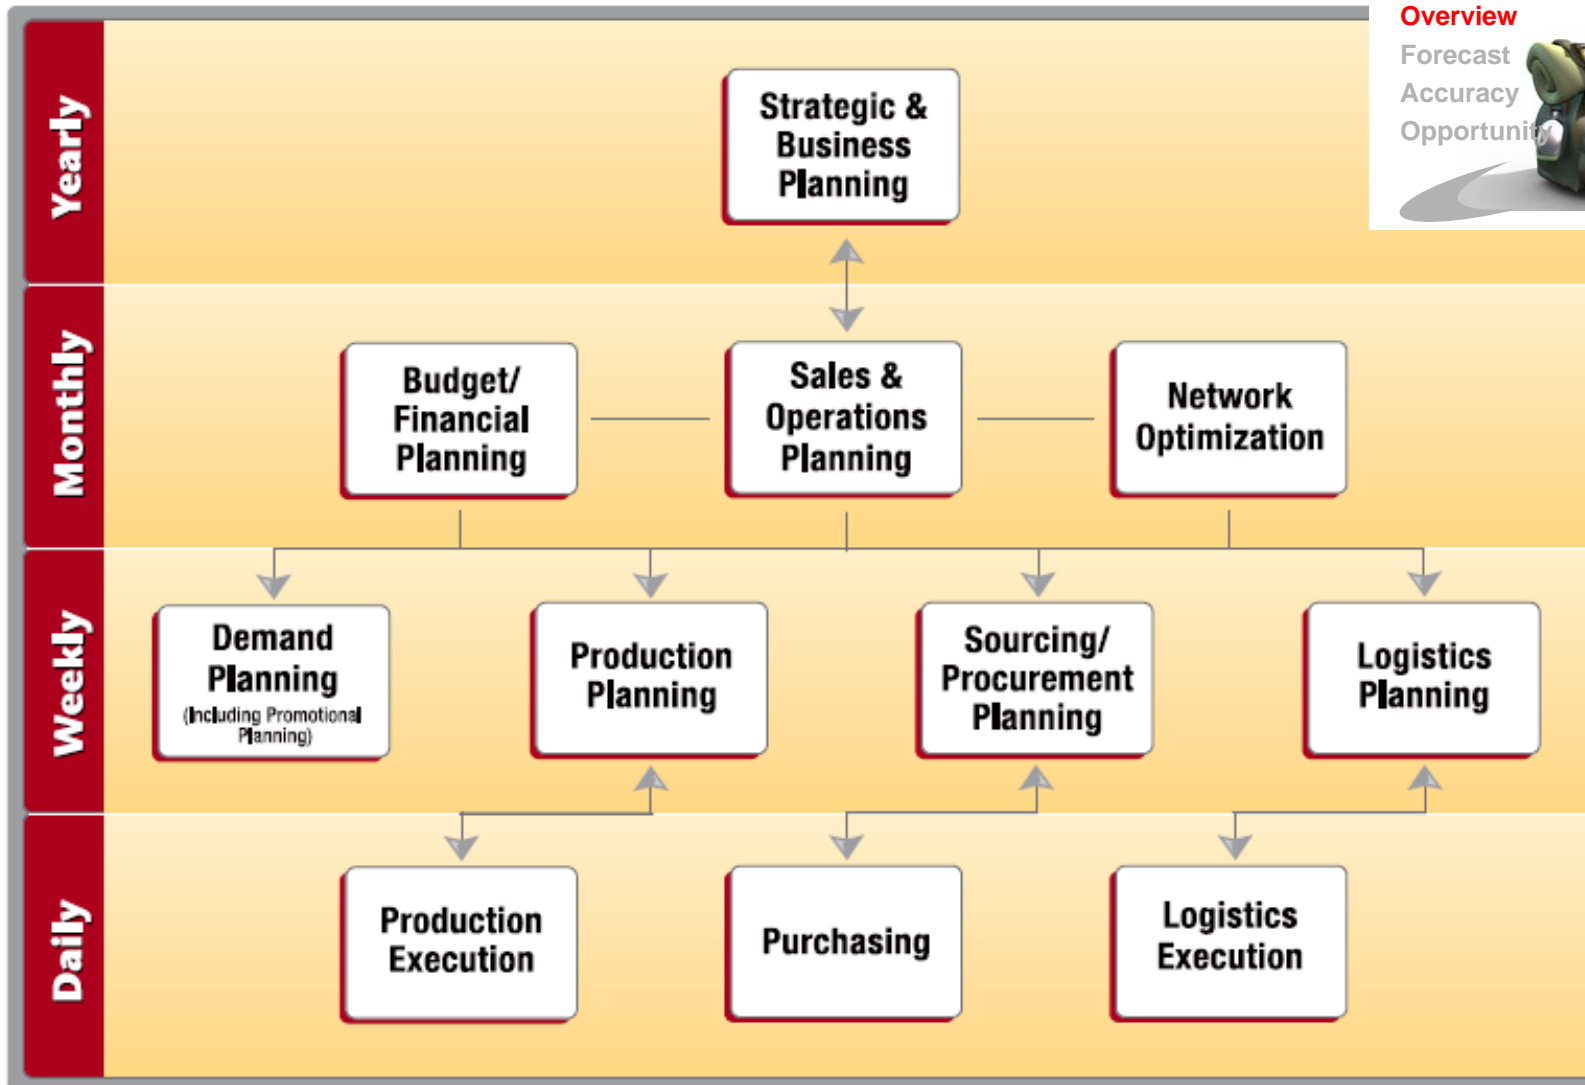 Overview
Forecast
Accuracy
Opportunity
Yearly
Strategic &
Business
Planning
Monthly
Budget/
Financial
Planning
Sales &
Operations
Planning
Network
Optimization
Weekly
Demand
Planning
(Including Promotional
Planning)
Production
Planning
Sourcing/
Procurement
Planning
Logistics
Planning
Daily
Production
Execution
Purchasing
Logistics
Execution